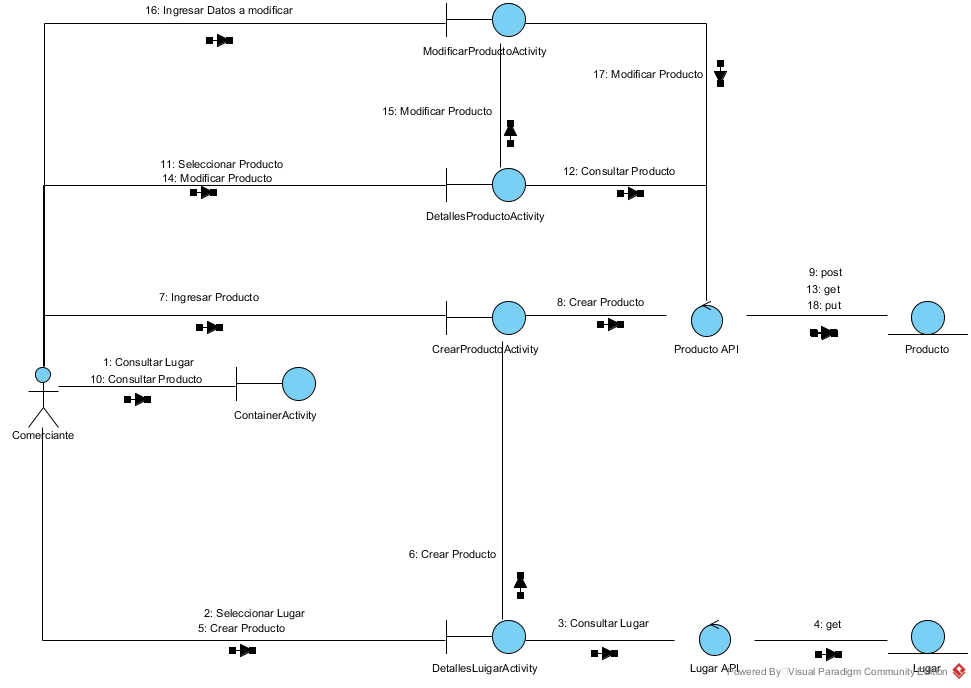 16: Ingresar Datos a modificar
ModificarProductoActivity
17: Modificar Producto
15: Modificar Producto
11: Seleccionar Producto
14: Modificar Producto
12: Consultar Producto
DetallesProductoActivity
9: post
13: get
18: put
7: Ingresar Producto
8: Crear Producto
CrearProductoActivity
Producto API
Producto
1: Consultar Lugar
10: Consultar Producto
ContainerActivity
Comerciante
6: Crear Producto
2: Seleccionar Lugar
5: Crear Producto
3: Consultar Lugar
4: get
DetallesLuigarActivity
Lugar API
Lugar
Powered By Visual Paradigm Community Edition